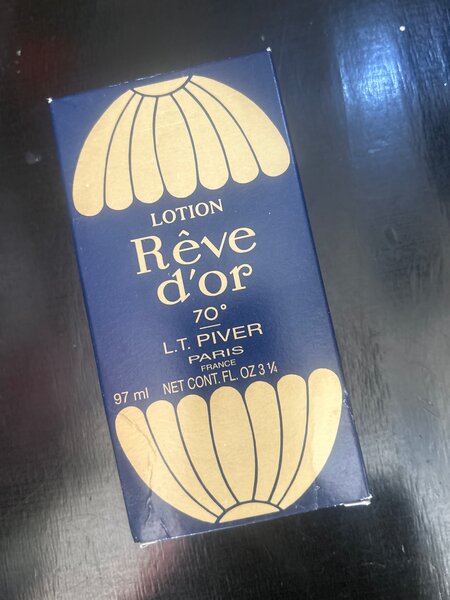 LOTION
Rêve
d'or
70°
L.T. PIVER
PARIS
FRANCE
97 ml NET CONT. FL. OZ 3 ¼